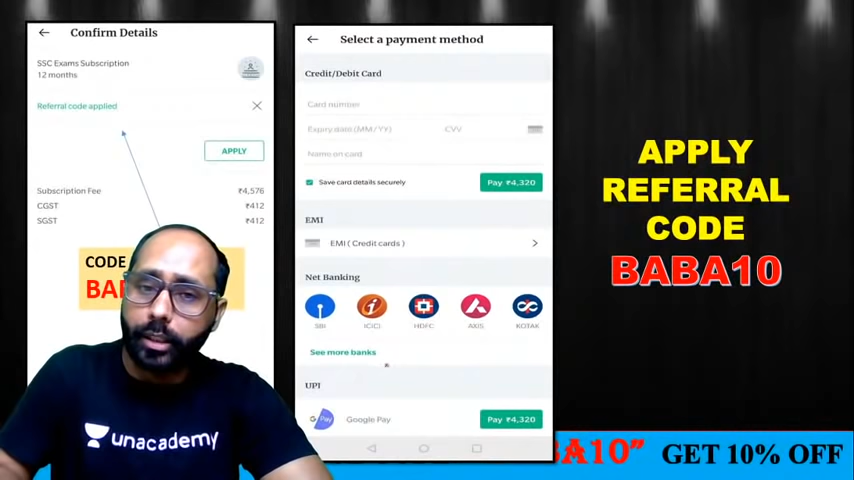 Confirm Details
SSC Exams Subscription
12 months
Referral code applied
APPLY
Subscription Fee ₹4,576
CGST ₹412
SGST ₹412
CODE
BA
unacademy
Select a payment method
Credit/Debit Card
Card number
Expiry date (MM/YY) CVV
Name on card
Save card details securely Pay ₹4,320
EMI
EMI ( Credit cards )
Net Banking
SBI ICICI HDFC AXIS KOTAK
See more banks
UPI
G Pay Google Pay Pay ₹4,320
APPLY
REFERRAL
CODE
BABA10
BA10” GET 10% OFF